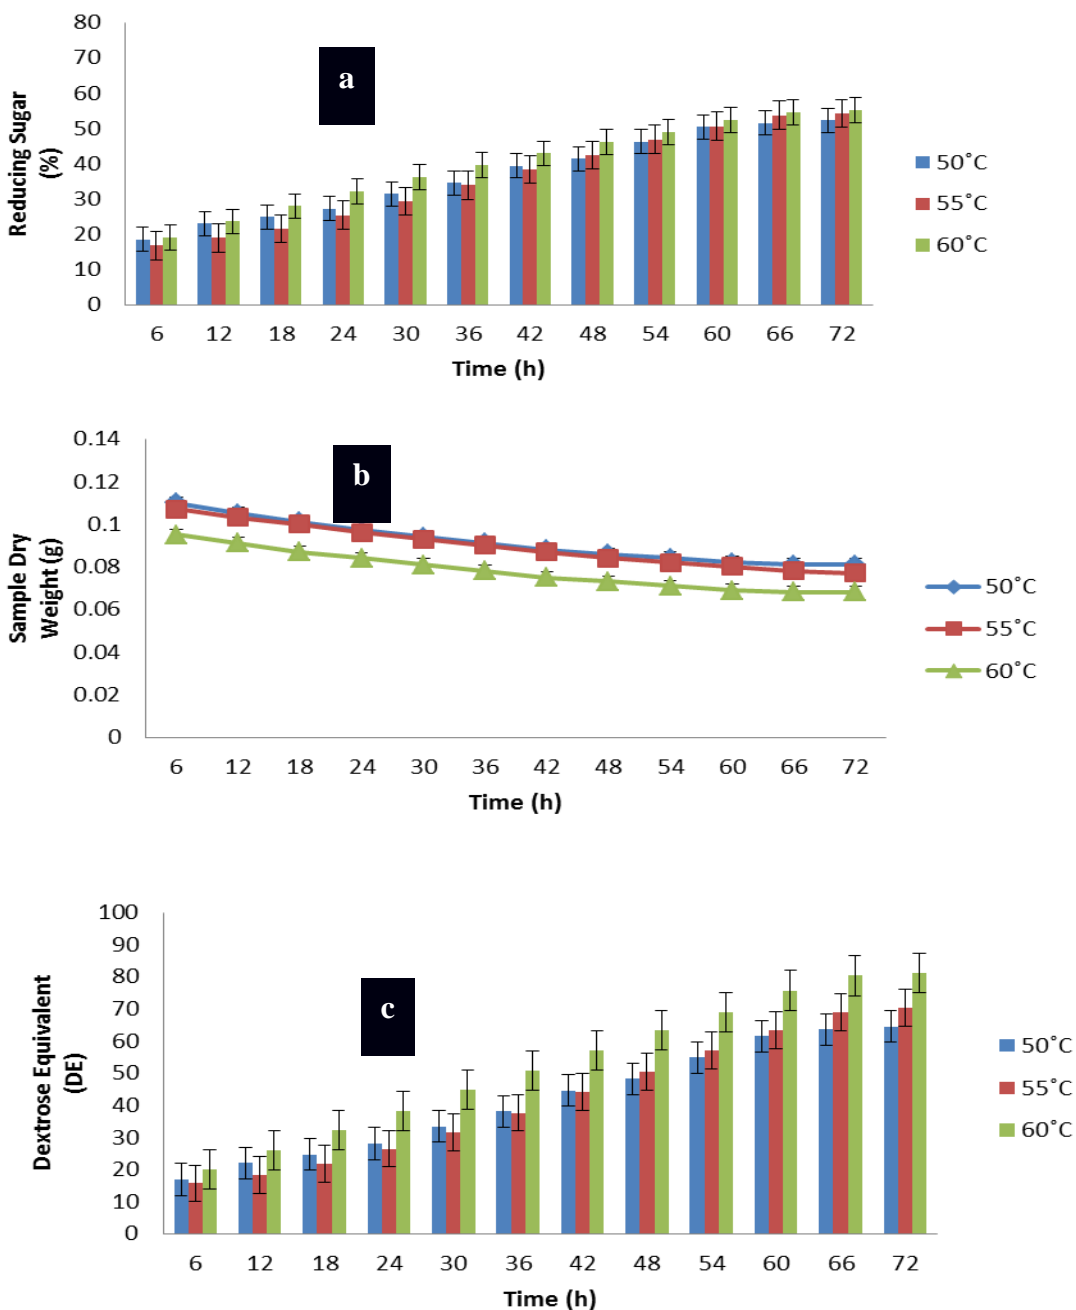 80
70
60
50
40
30
20
10
0
Reducing Sugar
(%)
a
50°C
55°C
60°C
6 12 18 24 30 36 42 48 54 60 66 72
Time (h)
0.14
0.12
0.1
0.08
0.06
0.04
0.02
0
Sample Dry
Weight (g)
b
50°C
55°C
60°C
6 12 18 24 30 36 42 48 54 60 66 72
Time (h)
100
90
80
70
60
50
40
30
20
10
0
Dextrose Equivalent
(DE)
c
50°C
55°C
60°C
6 12 18 24 30 36 42 48 54 60 66 72
Time (h)